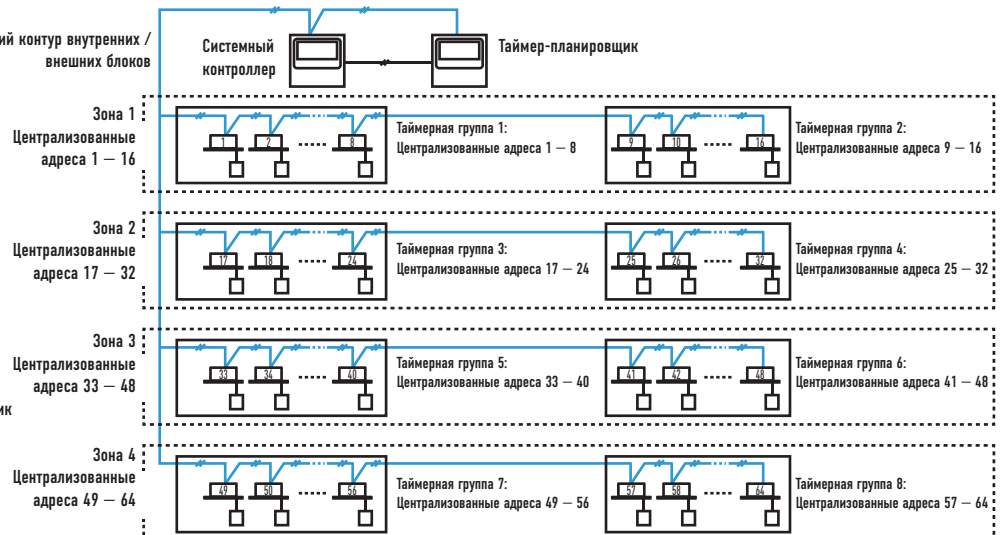 контур внутренних /
внешних блоков
Системный
контроллер
Таймер-планировщик
Зона 1
Централизованные
адреса 1 — 16
1 2 8
Таймерная группа 1:
Централизованные адреса 1 — 8
9 10 16
Таймерная группа 2:
Централизованные адреса 9 — 16
Зона 2
Централизованные
адреса 17 — 32
17 18 24
Таймерная группа 3:
Централизованные адреса 17 — 24
25 26 32
Таймерная группа 4:
Централизованные адреса 25 — 32
Зона 3
Централизованные
адреса 33 — 48
33 34 40
Таймерная группа 5:
Централизованные адреса 33 — 40
41 42 48
Таймерная группа 6:
Централизованные адреса 41 — 48
Зона 4
Централизованные
адреса 49 — 64
49 50 56
Таймерная группа 7:
Централизованные адреса 49 — 56
57 58 64
Таймерная группа 8:
Централизованные адреса 57 — 64